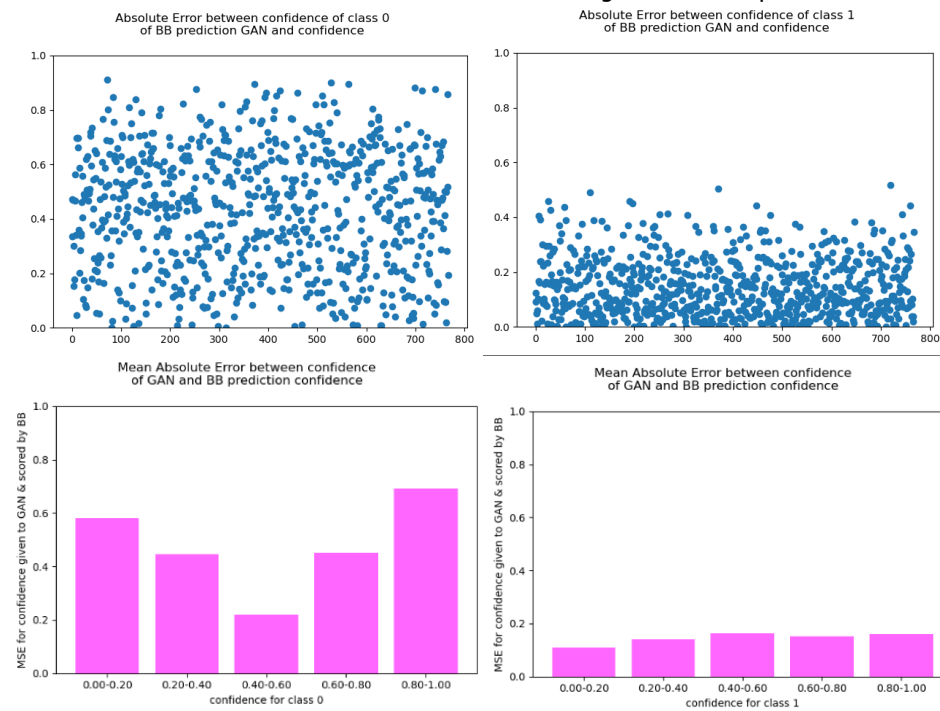 Absolute Error between confidence of class 0
of BB prediction GAN and confidence
1.0
0.8
0.6
0.4
0.2
0.0
0 100 200 300 400 500 600 700 800
Absolute Error between confidence of class 1
of BB prediction GAN and confidence
1.0
0.8
0.6
0.4
0.2
0.0
0 100 200 300 400 500 600 700 800
Mean Absolute Error between confidence
of GAN and BB prediction confidence
MSE for confidence given to GAN & scored by BB
1.0
0.8
0.6
0.4
0.2
0.0
0.00-0.20 0.20-0.40 0.40-0.60 0.60-0.80 0.80-1.00
confidence for class 0
Mean Absolute Error between confidence
of GAN and BB prediction confidence
MSE for confidence given to GAN & scored by BB
1.0
0.8
0.6
0.4
0.2
0.0
0.00-0.20 0.20-0.40 0.40-0.60 0.60-0.80 0.80-1.00
confidence for class 1